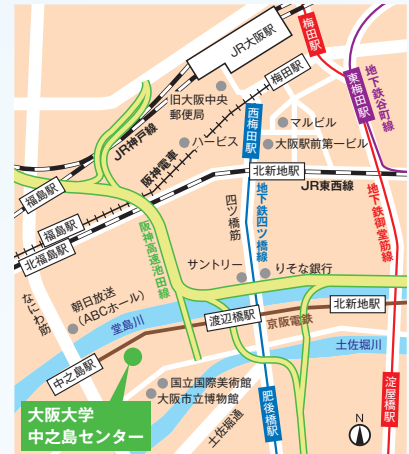 JR大阪駅
梅田駅
梅田駅
東梅田駅
地下鉄谷町線
旧大阪中央
郵便局
マルビル
大阪駅前第一ビル
ハービス
西梅田駅
JR神戸線
阪神電車
北新地駅
JR東西線
福島駅
福島駅
北福島駅
四ツ橋筋
地下鉄四ツ橋線
地下鉄御堂筋線
阪神高速池田線
サントリー
りそな銀行
なにわ筋
朝日放送
(ABCホール)
堂島川
渡辺橋駅
北新地駅
京阪電鉄
中之島駅
土佐堀川
国立国際美術館
大阪市立博物館
大阪大学
中之島センター
土佐堀通
肥後橋駅
淀屋橋駅
N